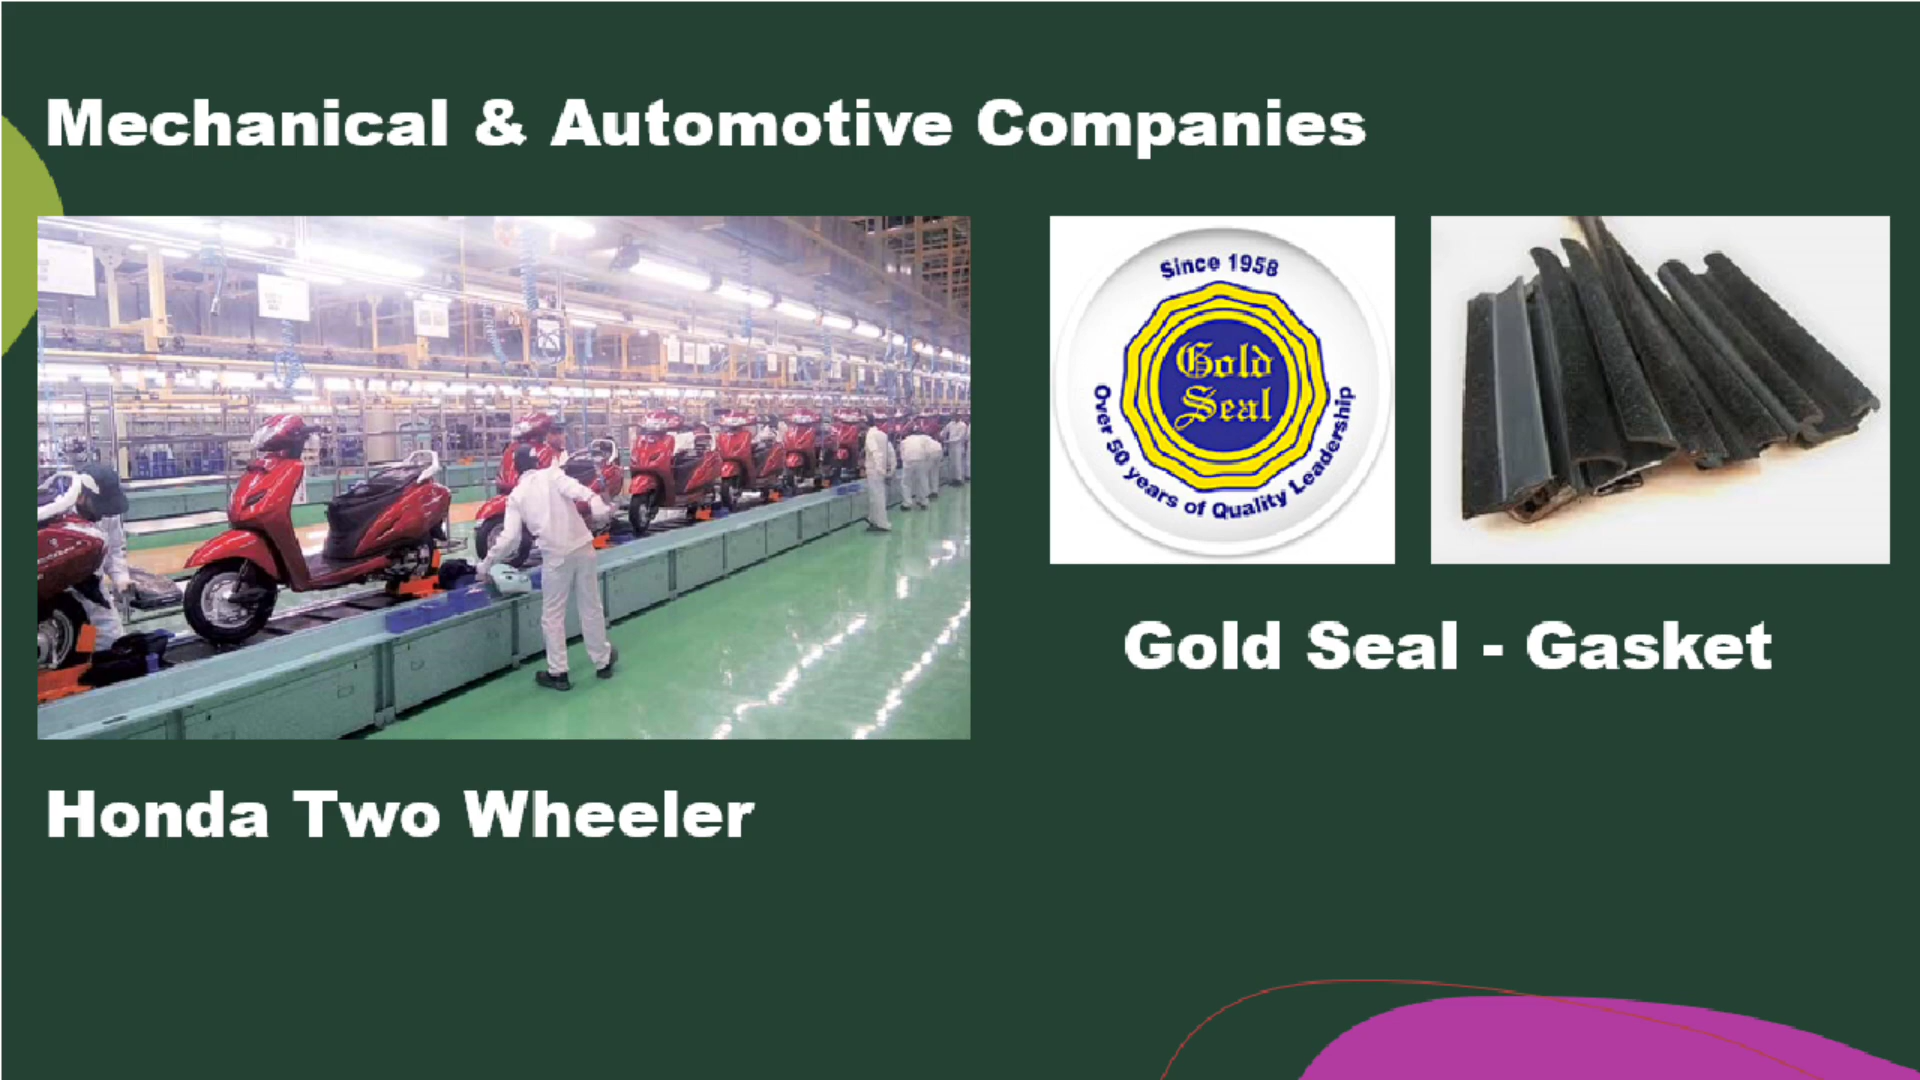 Mechanical & Automotive Companies
Since 1958
Gold
Seal
Over 50 years of Quality Leadership
Gold Seal - Gasket
Honda Two Wheeler